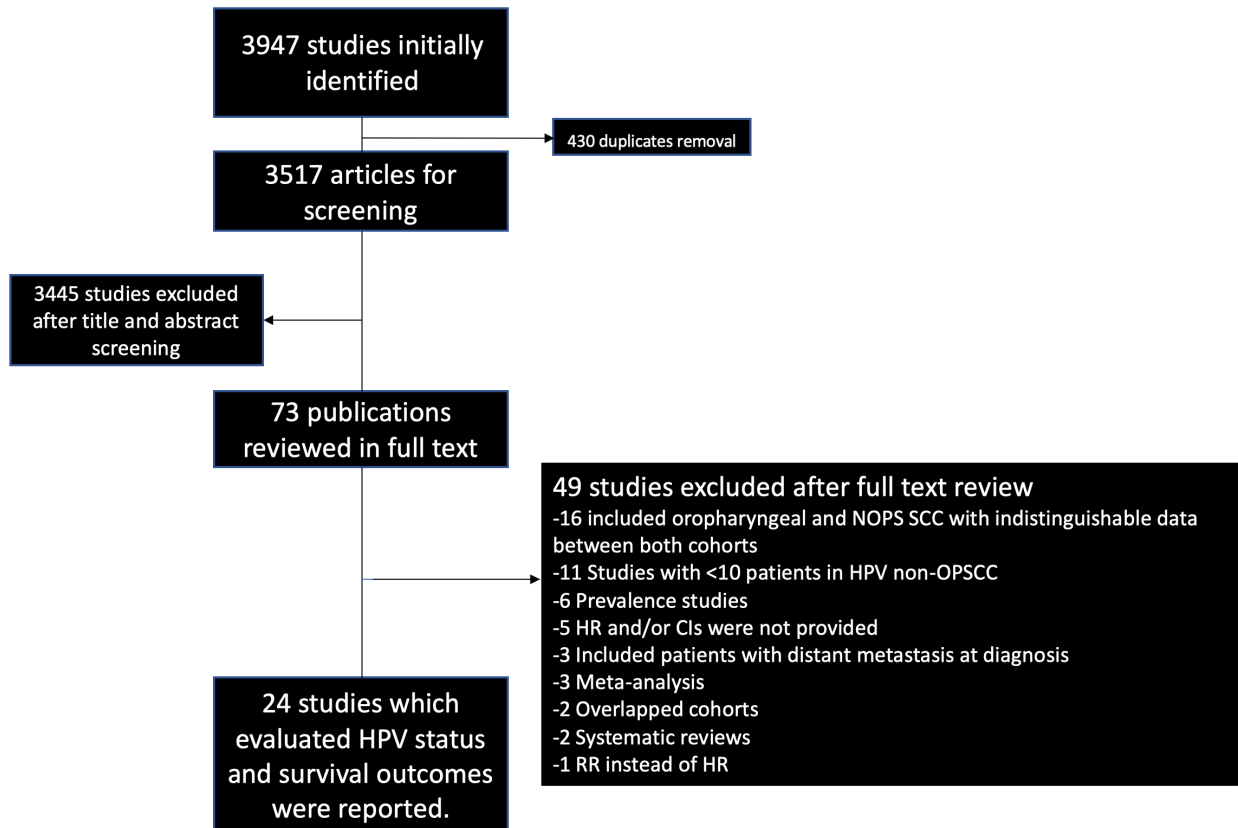 3947 studies initially
identified
430 duplicates removal
3517 articles for
screening
3445 studies excluded
after title and abstract
screening
73 publications
reviewed in full text
49 studies excluded after full text review
-16 included oropharyngeal and NOPS SCC with indistinguishable data
between both cohorts
-11 Studies with <10 patients in HPV non-OPSCC
-6 Prevalence studies
-5 HR and/or CIs were not provided
-3 Included patients with distant metastasis at diagnosis
-3 Meta-analysis
-2 Overlapped cohorts
-2 Systematic reviews
-1 RR instead of HR
24 studies which
evaluated HPV status
and survival outcomes
were reported.